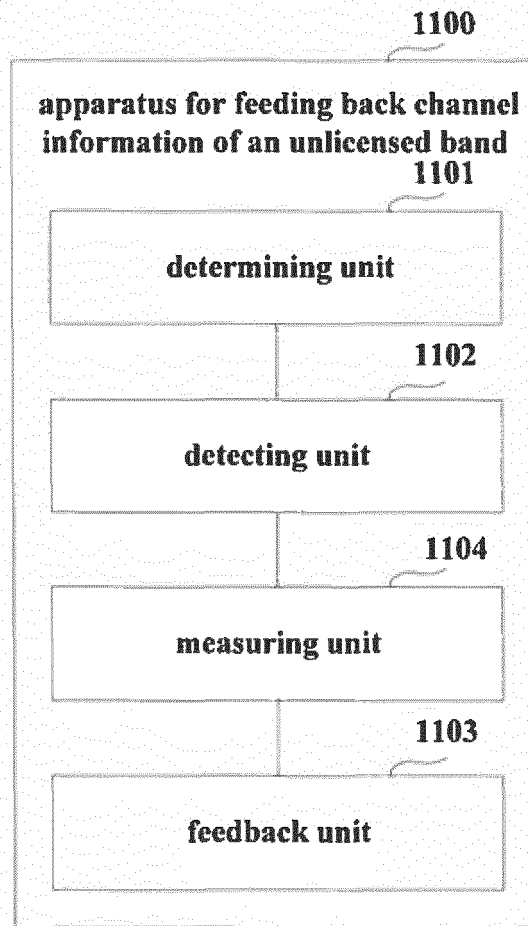 1100
apparatus for feeding back channel
information of an unlicensed band
1101
determining unit
1102
detecting unit
1104
measuring unit
1103
feedback unit